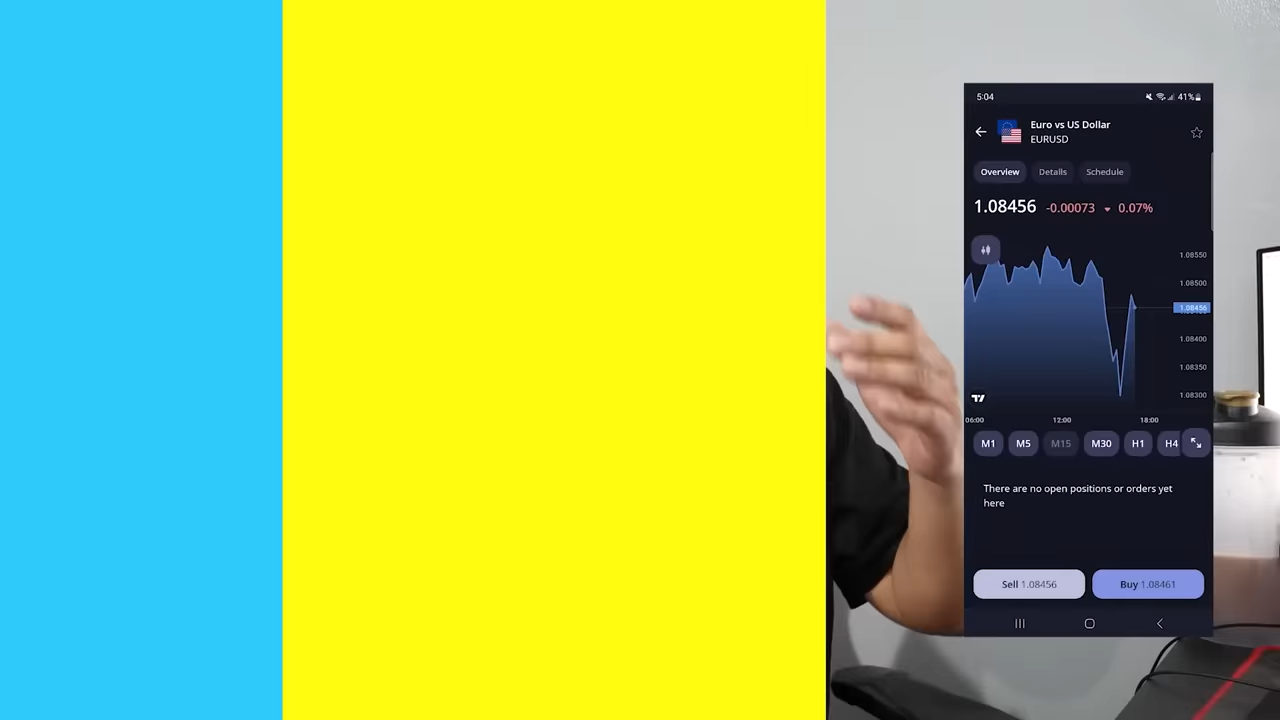 5:04
41%
Euro vs US Dollar
EURUSD
Overview Details Schedule
1.08456 -0.00073 0.07%
1.08550
1.08500
1.08456
1.08400
1.08350
1.08300
06:00 12:00 18:00
M1 M5 M15 M30 H1 H4
There are no open positions or orders yet
here
Sell 1.08456 Buy 1.08461